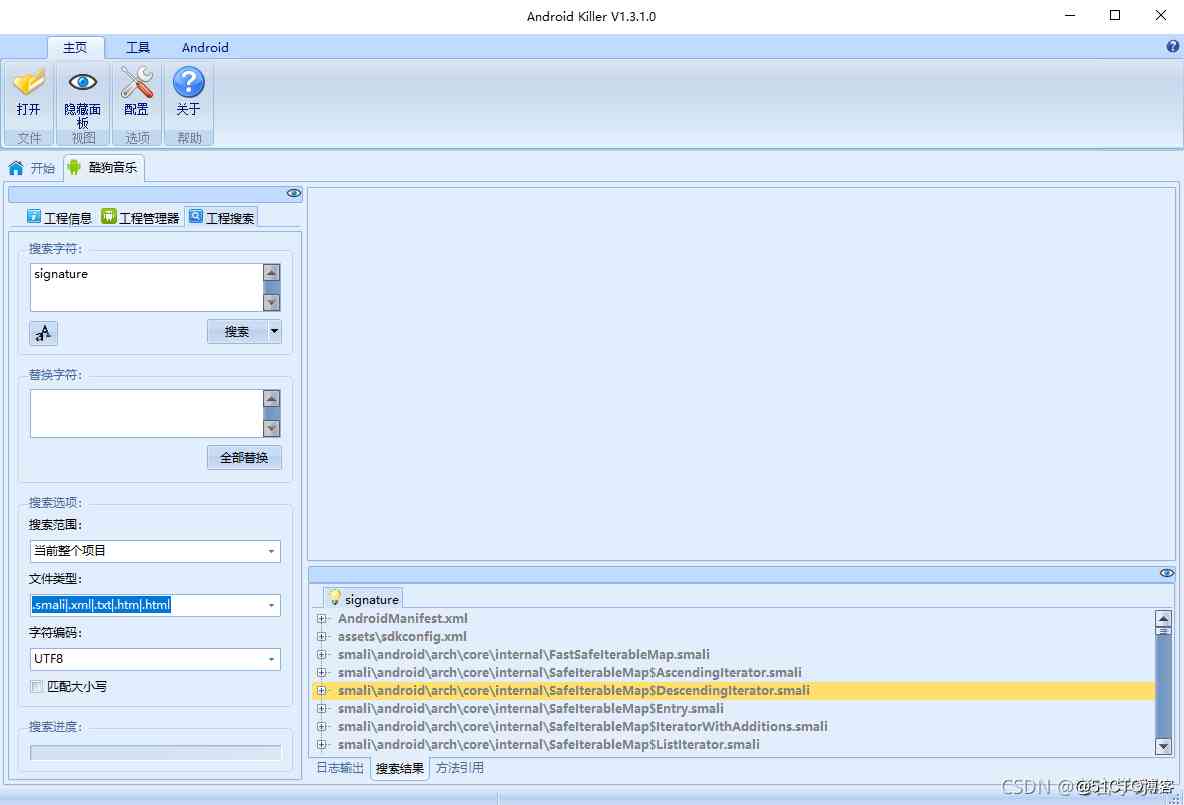 Android Killer V1.3.1.0
主页 工具 Android
打开 隐藏面板 配置 关于
文件 视图 选项 帮助
开始 酷狗音乐
工程信息 工程管理器 工程搜索
搜索字符:
signature
搜索
替换字符:
全部替换
搜索选项:
搜索范围:
当前整个项目
文件类型:
.smali|.xml|.txt|.htm|.html
字符编码:
UTF8
匹配大小写
搜索进度:
signature
AndroidManifest.xml
assets\sdkconfig.xml
smali\android\arch\core\internal\FastSafeIterableMap.smali
smali\android\arch\core\internal\SafeIterableMap$AscendingIterator.smali
smali\android\arch\core\internal\SafeIterableMap$DescendingIterator.smali
smali\android\arch\core\internal\SafeIterableMap$Entry.smali
smali\android\arch\core\internal\SafeIterableMap$IteratorWithAdditions.smali
smali\android\arch\core\internal\SafeIterableMap$ListIterator.smali
日志输出 搜索结果 方法引用
CSDN @51CTO博客